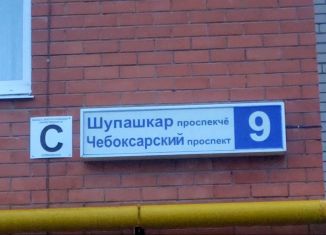 С
Шупашкар проспекчӗ
Чебоксарский проспект
9